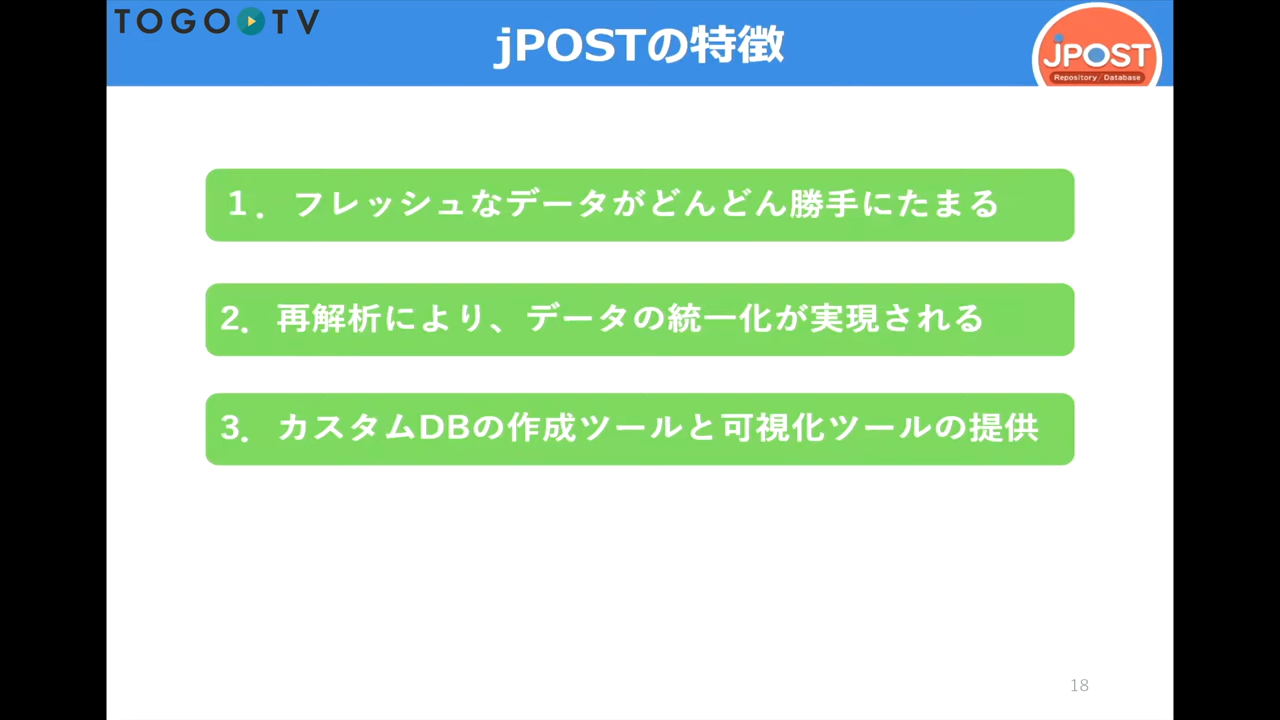 TOGO TV
jPOSTの特徴
jPOST
Repository/Database
１．フレッシュなデータがどんどん勝手にたまる
2．再解析により、データの統一化が実現される
3．カスタムDBの作成ツールと可視化ツールの提供
18